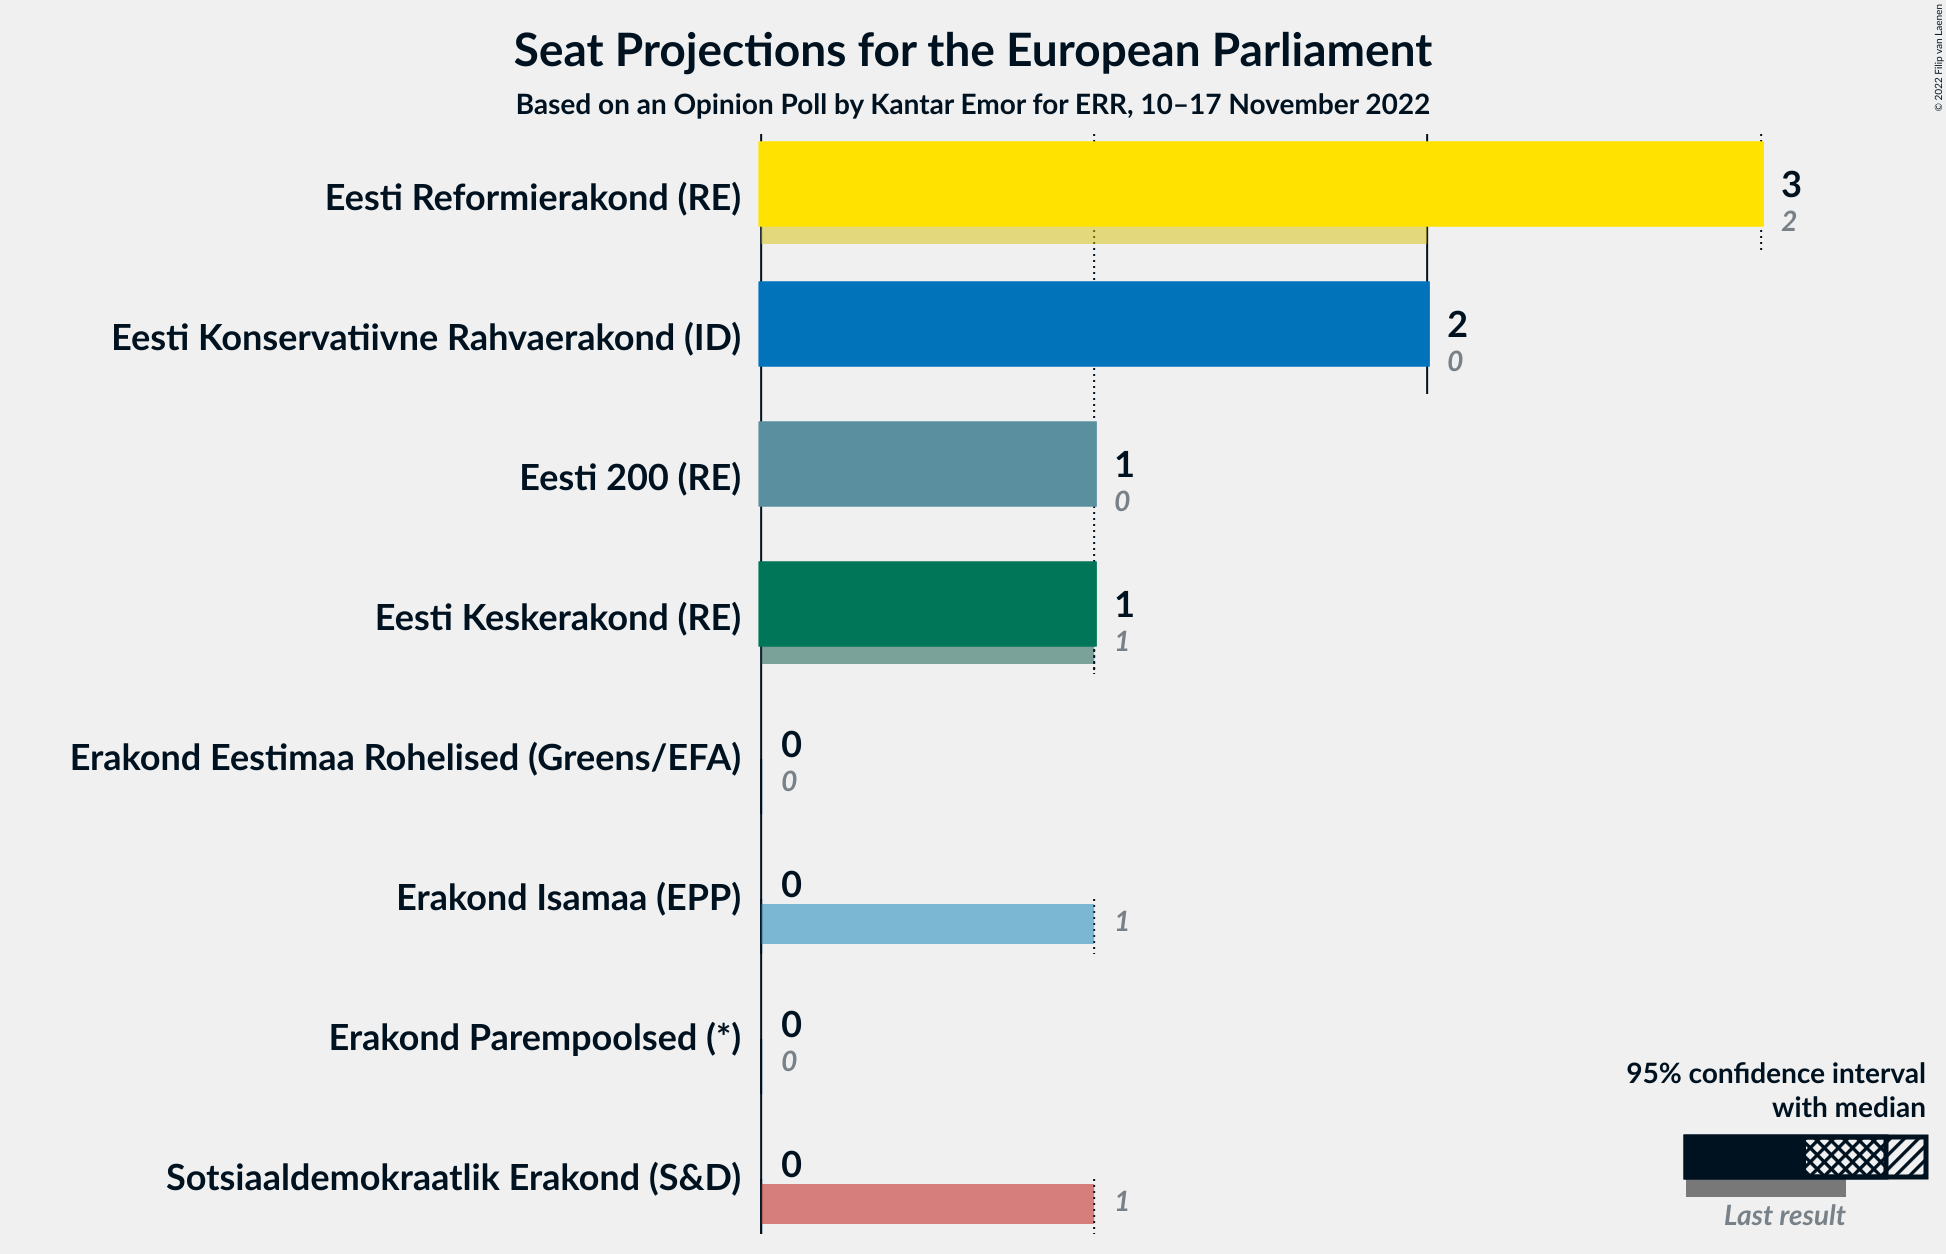 Seat Projections for the European Parliament
Based on an Opinion Poll by Kantar Emor for ERR, 10–17 November 2022
© 2022 Filip van Laenen
Eesti Reformierakond (RE)
3
2
Eesti Konservatiivne Rahvaerakond (ID)
2
0
Eesti 200 (RE)
1
0
Eesti Keskerakond (RE)
1
1
Erakond Eestimaa Rohelised (Greens/EFA)
0
0
Erakond Isamaa (EPP)
0
1
Erakond Parempoolsed (*)
0
0
Sotsiaaldemokraatlik Erakond (S&D)
0
1
95% confidence interval
with median
Last result